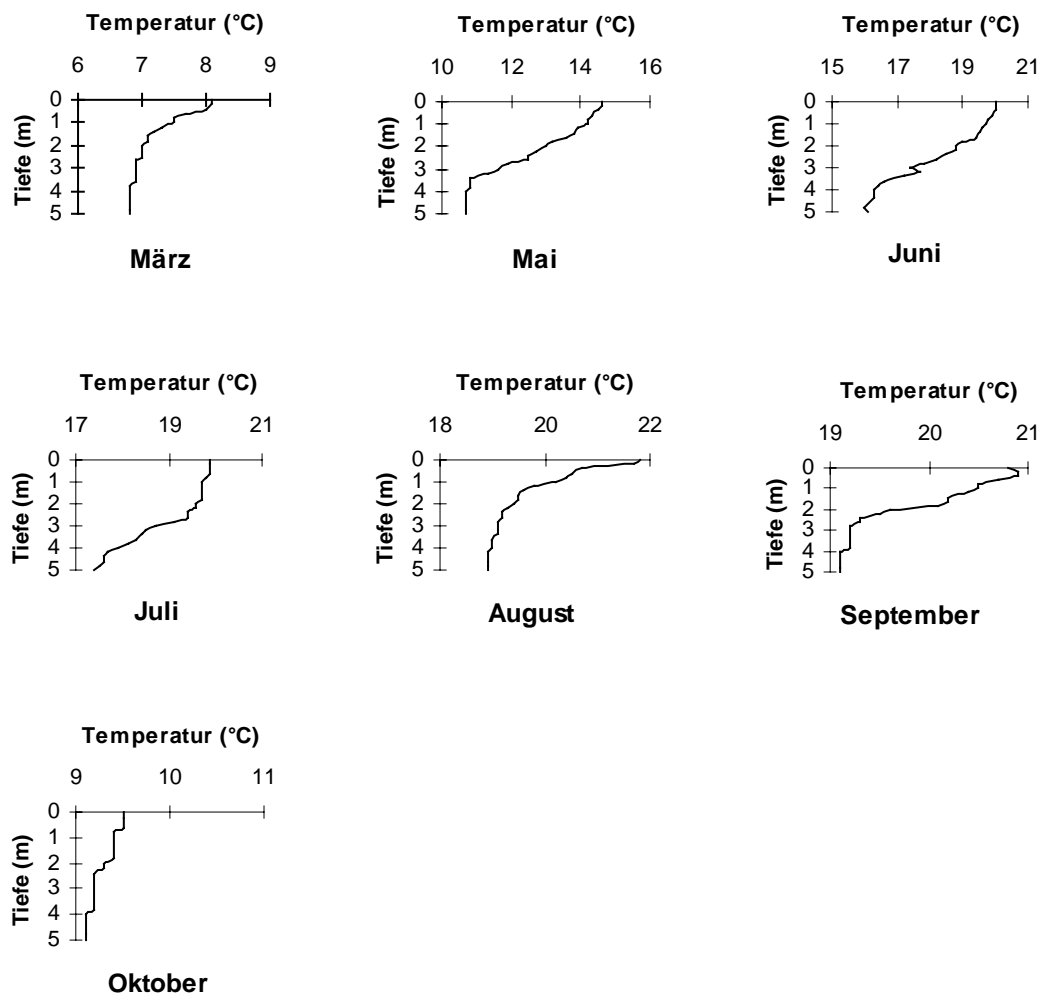 Temperatur (°C)
6 7 8 9
0
1
2
3
4
5
Tiefe (m)
März
Temperatur (°C)
10 12 14 16
0
1
2
3
4
5
Tiefe (m)
Mai
Temperatur (°C)
15 17 19 21
0
1
2
3
4
5
Tiefe (m)
Juni
Temperatur (°C)
17 19 21
0
1
2
3
4
5
Tiefe (m)
Juli
Temperatur (°C)
18 20 22
0
1
2
3
4
5
Tiefe (m)
August
Temperatur (°C)
19 20 21
0
1
2
3
4
5
Tiefe (m)
September
Temperatur (°C)
9 10 11
0
1
2
3
4
5
Tiefe (m)
Oktober